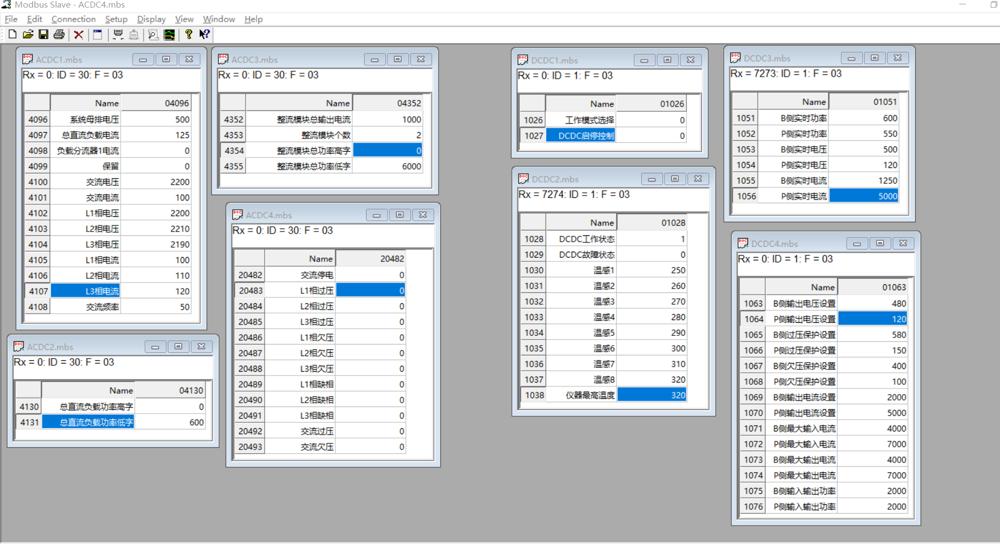 Modbus Slave - ACDC4.mbs
File Edit Connection Setup Display View Window Help
ACDC1.mbs
Rx = 0: ID = 30: F = 03
Name 04096
4096 系统母排电压 500
4097 总直流负载电流 125
4098 负载分流器1电流 0
4099 保留 0
4100 交流电压 2200
4101 交流电流 100
4102 L1相电压 2200
4103 L2相电压 2210
4104 L3相电压 2190
4105 L1相电流 100
4106 L2相电流 110
4107 L3相电流 120
4108 交流频率 50
ACDC2.mbs
Rx = 0: ID = 30: F = 03
Name 04130
4130 总直流负载功率高字 0
4131 总直流负载功率低字 600
ACDC3.mbs
Rx = 0: ID = 30: F = 03
Name 04352
4352 整流模块总输出电流 1000
4353 整流模块个数 2
4354 整流模块总功率高字 0
4355 整流模块总功率低字 6000
ACDC4.mbs
Rx = 0: ID = 30: F = 03
Name 20482
20482 交流停电 0
20483 L1相过压 0
20484 L2相过压 0
20485 L3相过压 0
20486 L1相欠压 0
20487 L2相欠压 0
20488 L3相欠压 0
20489 L1相缺相 0
20490 L2相缺相 0
20491 L3相缺相 0
20492 交流过压 0
20493 交流欠压 0
DCDC1.mbs
Rx = 0: ID = 1: F = 03
Name 01026
1026 工作模式选择 0
1027 DCDC启停控制 0
DCDC2.mbs
Rx = 7274: ID = 1: F = 03
Name 01028
1028 DCDC工作状态 1
1029 DCDC故障状态 0
1030 温感1 250
1031 温感2 260
1032 温感3 270
1033 温感4 280
1034 温感5 290
1035 温感6 300
1036 温感7 310
1037 温感8 320
1038 仪器最高温度 320
DCDC3.mbs
Rx = 7273: ID = 1: F = 03
Name 01051
1051 B侧实时功率 600
1052 P侧实时功率 550
1053 B侧实时电压 500
1054 P侧实时电压 120
1055 B侧实时电流 1250
1056 P侧实时电流 5000
DCDC4.mbs
Rx = 0: ID = 1: F = 03
Name 01063
1063 B侧输出电压设置 480
1064 P侧输出电压设置 120
1065 B侧过压保护设置 580
1066 P侧过压保护设置 150
1067 B侧欠压保护设置 400
1068 P侧欠压保护设置 100
1069 B侧输出电流设置 2000
1070 P侧输出电流设置 5000
1071 B侧最大输入电流 4000
1072 P侧最大输入电流 7000
1073 B侧最大输出电流 4000
1074 P侧最大输出电流 7000
1075 B侧输入输出功率 2000
1076 P侧输入输出功率 2000